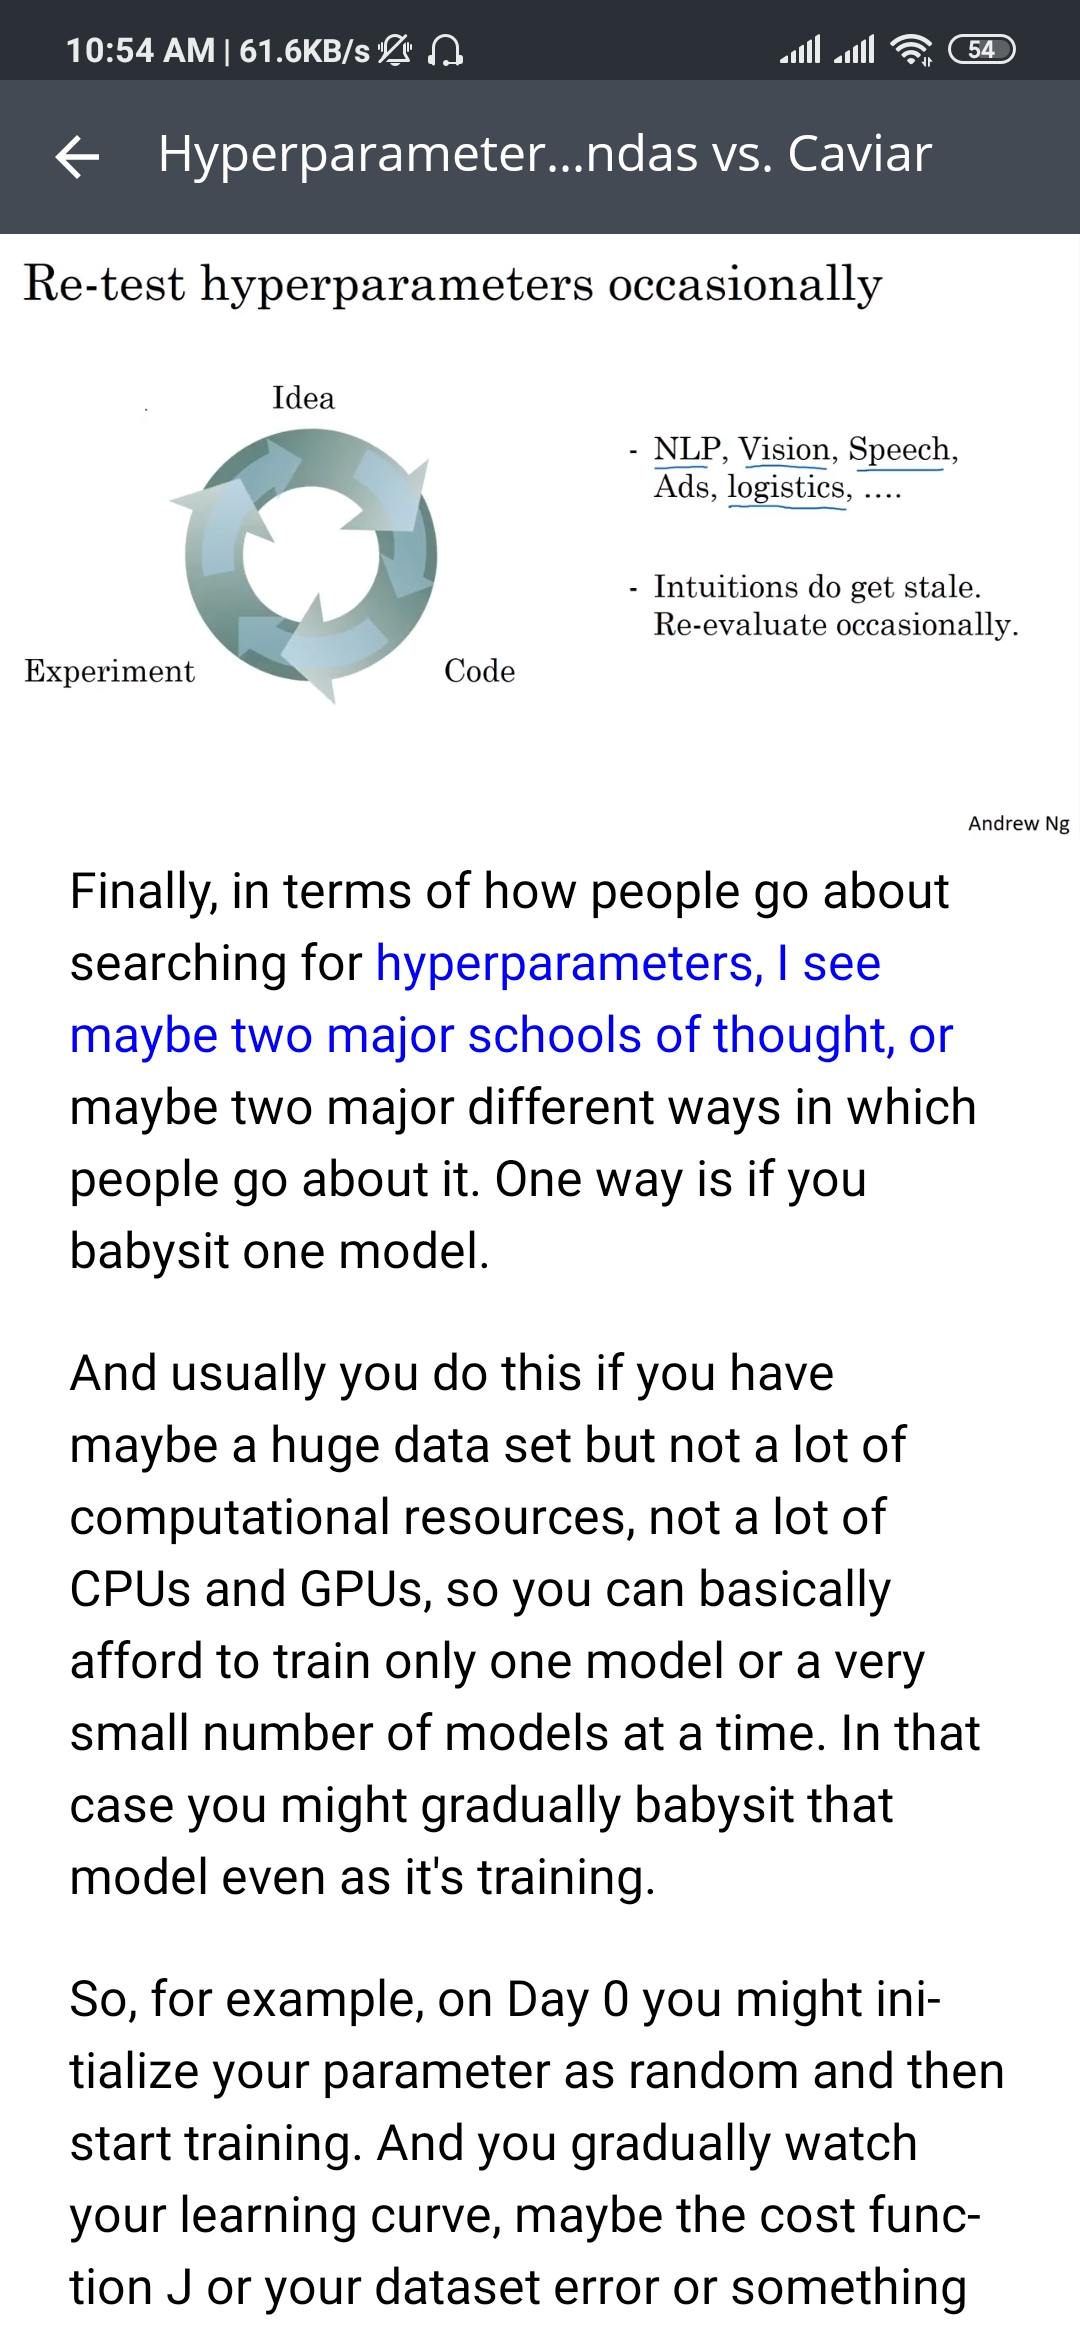 10:54 AM | 61.6KB/s
54
Hyperparameter...ndas vs. Caviar
Re-test hyperparameters occasionally
Idea
- NLP, Vision, Speech,
Ads, logistics, ....
- Intuitions do get stale.
Re-evaluate occasionally.
Experiment
Code
Andrew Ng
Finally, in terms of how people go about
searching for hyperparameters, I see
maybe two major schools of thought, or
maybe two major different ways in which
people go about it. One way is if you
babysit one model.
And usually you do this if you have
maybe a huge data set but not a lot of
computational resources, not a lot of
CPUs and GPUs, so you can basically
afford to train only one model or a very
small number of models at a time. In that
case you might gradually babysit that
model even as it's training.
So, for example, on Day 0 you might ini-
tialize your parameter as random and then
start training. And you gradually watch
your learning curve, maybe the cost func-
tion J or your dataset error or something